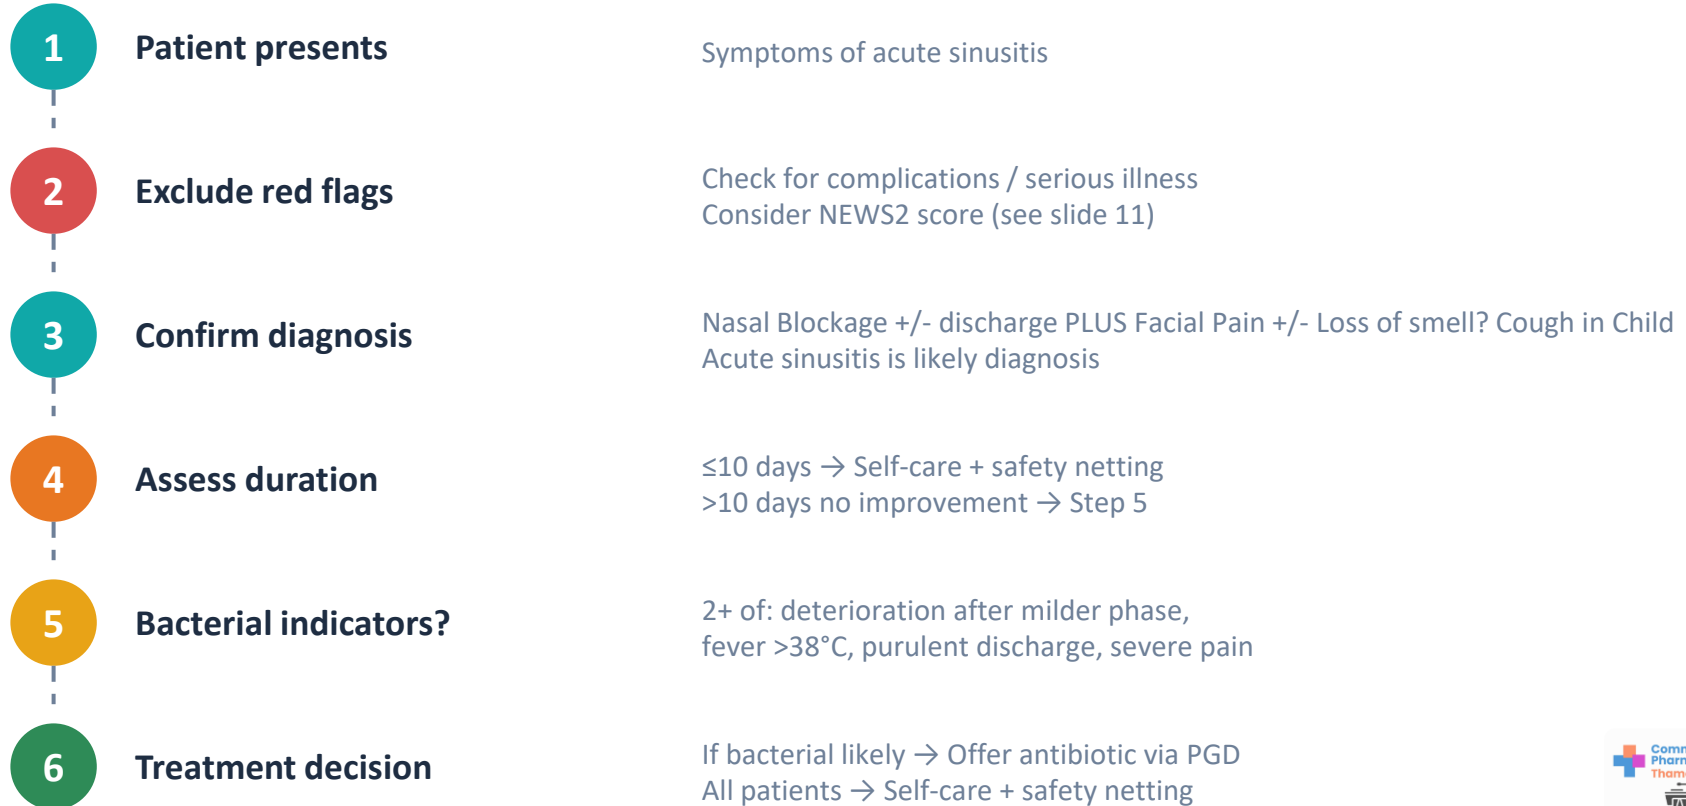 1
Patient presents
Symptoms of acute sinusitis
2
Exclude red flags
Check for complications / serious illness
Consider NEWS2 score (see slide 11)
3
Confirm diagnosis
Nasal Blockage +/- discharge PLUS Facial Pain +/- Loss of smell? Cough in Child
Acute sinusitis is likely diagnosis
4
Assess duration
≤10 days → Self-care + safety netting
>10 days no improvement → Step 5
5
Bacterial indicators?
2+ of: deterioration after milder phase,
fever >38°C, purulent discharge, severe pain
6
Treatment decision
If bacterial likely → Offer antibiotic via PGD
All patients → Self-care + safety netting